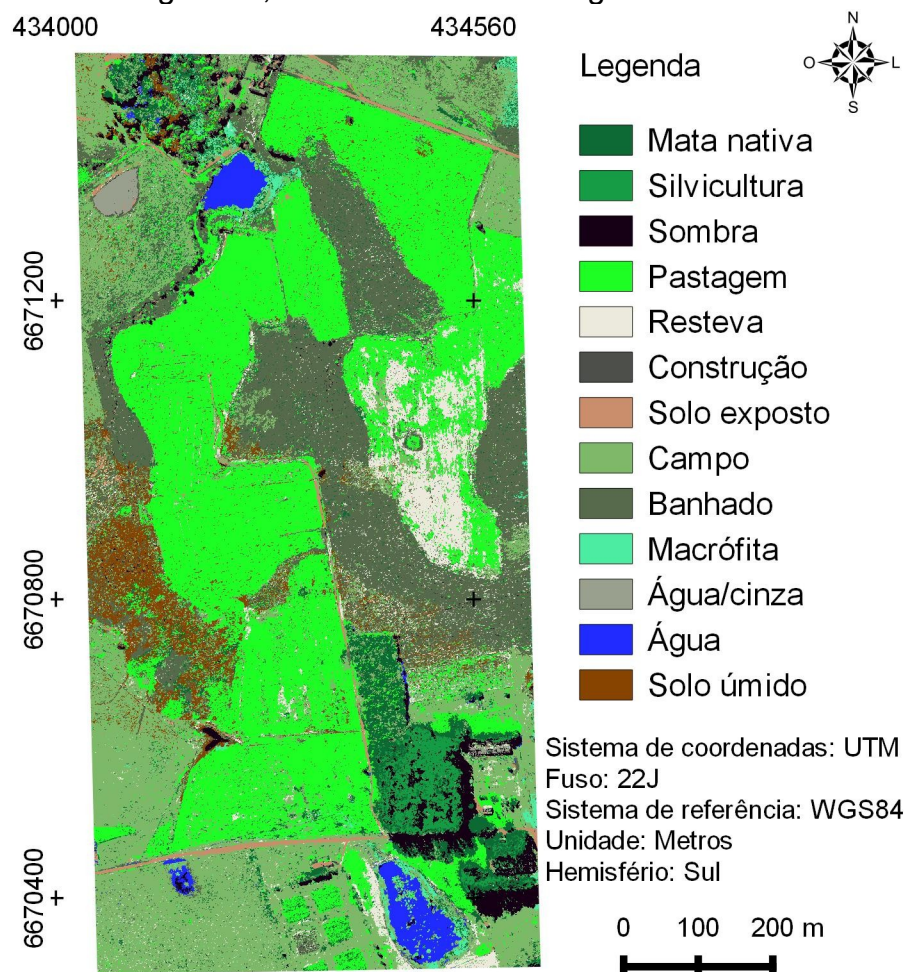 434000
434560
N
O
L
S
Legenda
Mata nativa
Silvicultura
Sombra
Pastagem
Resteva
Construção
Solo exposto
Campo
Banhado
Macrófita
Água/cinza
Água
Solo úmido
6671200
6670800
6670400
Sistema de coordenadas: UTM
Fuso: 22J
Sistema de referência: WGS84
Unidade: Metros
Hemisfério: Sul
0 100 200 m